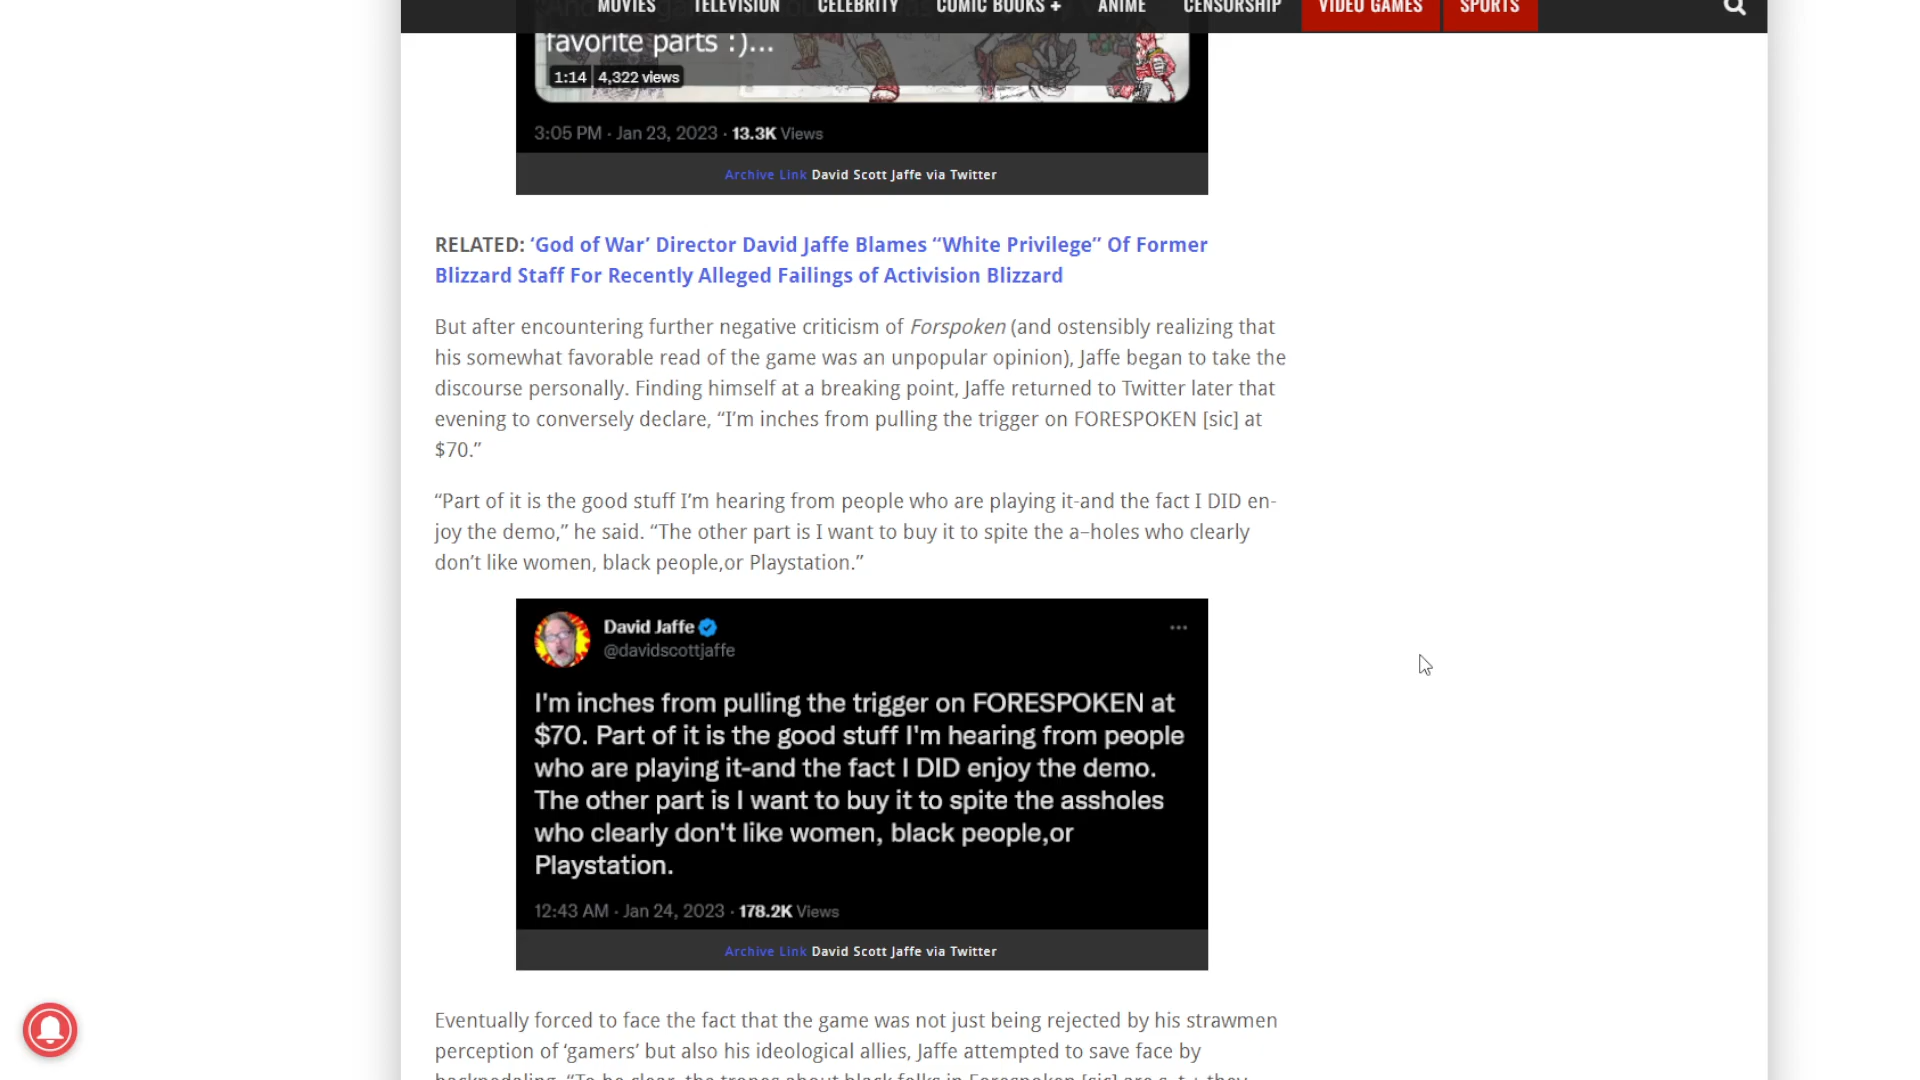 MOVIES TELEVISION CELEBRITY COMIC BOOKS + ANIME CENSORSHIP VIDEO GAMES SPORTS
favorite parts :)...
1:14 4,322 views
3:05 PM · Jan 23, 2023 · 13.3K Views
Archive Link David Scott Jaffe via Twitter
RELATED: ‘God of War’ Director David Jaffe Blames “White Privilege” Of Former
Blizzard Staff For Recently Alleged Failings of Activision Blizzard
But after encountering further negative criticism of Forspoken (and ostensibly realizing that
his somewhat favorable read of the game was an unpopular opinion), Jaffe began to take the
discourse personally. Finding himself at a breaking point, Jaffe returned to Twitter later that
evening to conversely declare, “I’m inches from pulling the trigger on FORESPOKEN [sic] at
$70.”
“Part of it is the good stuff I’m hearing from people who are playing it-and the fact I DID en-
joy the demo,” he said. “The other part is I want to buy it to spite the a–holes who clearly
don’t like women, black people,or Playstation.”
David Jaffe
@davidscottjaffe
I'm inches from pulling the trigger on FORESPOKEN at
$70. Part of it is the good stuff I'm hearing from people
who are playing it-and the fact I DID enjoy the demo.
The other part is I want to buy it to spite the assholes
who clearly don't like women, black people,or
Playstation.
12:43 AM · Jan 24, 2023 · 178.2K Views
Archive Link David Scott Jaffe via Twitter
Eventually forced to face the fact that the game was not just being rejected by his strawmen
perception of ‘gamers’ but also his ideological allies, Jaffe attempted to save face by
backpedaling. “To be clear, the tropes about black folks in Forespoken [sic] are